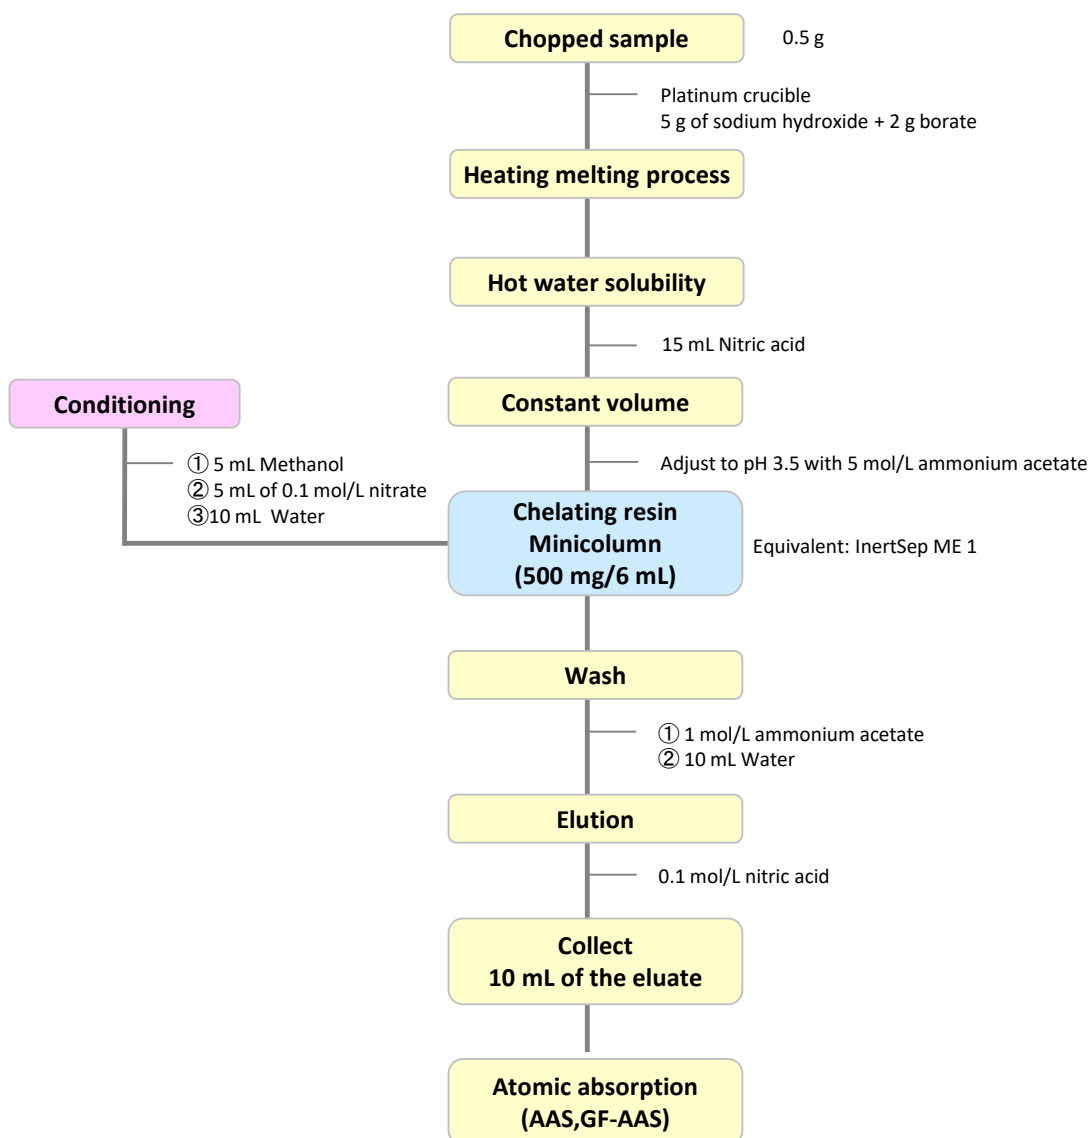 Chopped sample
0.5 g
Platinum crucible
5 g of sodium hydroxide + 2 g borate
Heating melting process
Hot water solubility
15 mL Nitric acid
Conditioning
① 5 mL Methanol
② 5 mL of 0.1 mol/L nitrate
③10 mL Water
Constant volume
Adjust to pH 3.5 with 5 mol/L ammonium acetate
Chelating resin
Minicolumn
(500 mg/6 mL)
Equivalent: InertSep ME 1
Wash
① 1 mol/L ammonium acetate
② 10 mL Water
Elution
0.1 mol/L nitric acid
Collect
10 mL of the eluate
Atomic absorption
(AAS,GF-AAS)